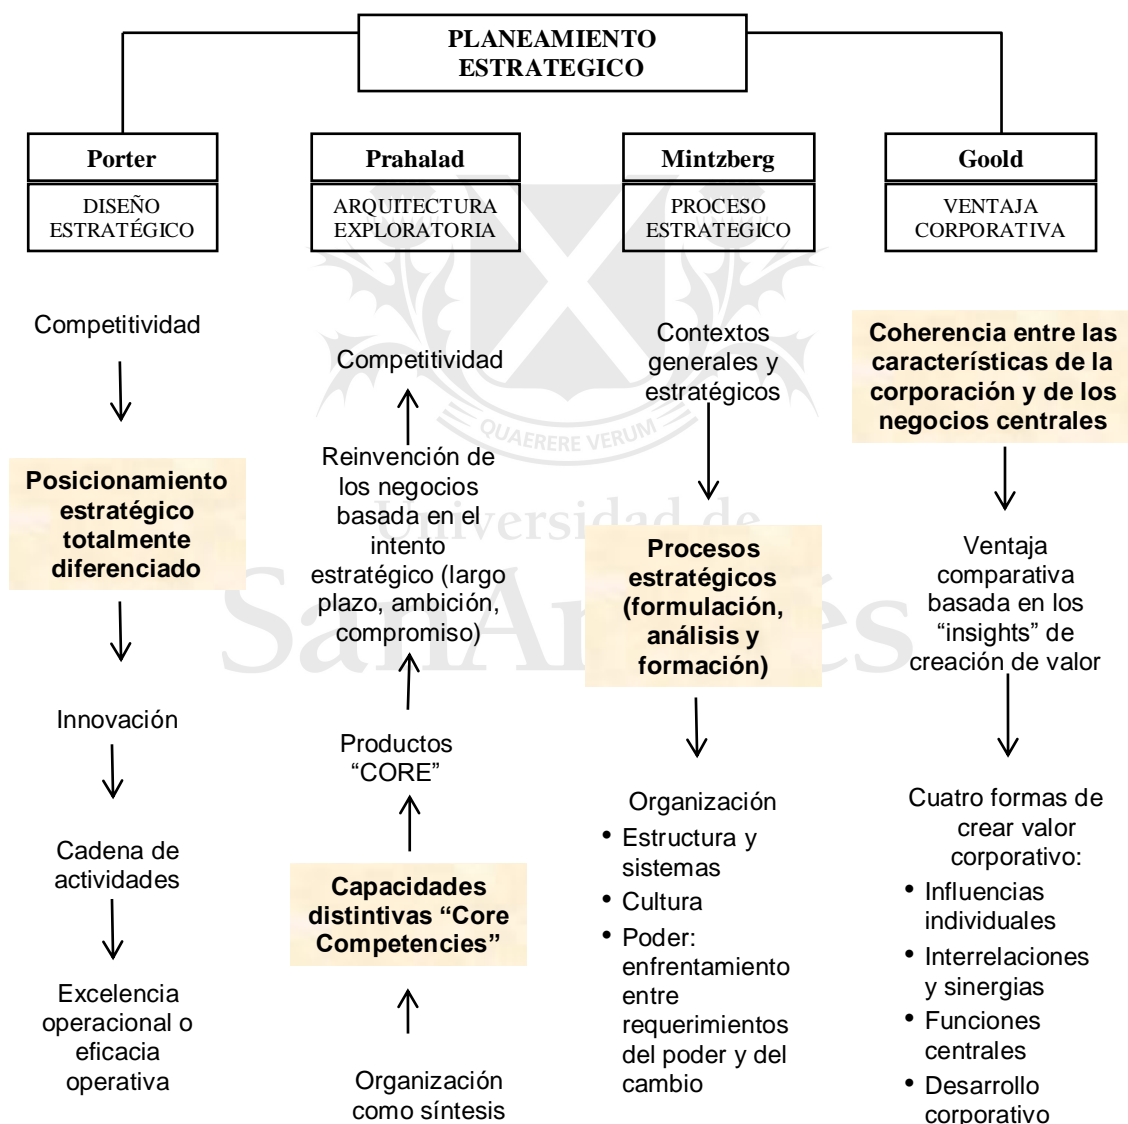 PLANEAMIENTO
ESTRATEGICO
Porter
DISEÑO
ESTRATÉGICO
Competitividad
Posicionamiento
estratégico
totalmente
diferenciado
Innovación
Cadena de
actividades
Excelencia
operacional o
eficacia
operativa
Prahalad
ARQUITECTURA
EXPLORATORIA
Competitividad
Reinvención de
los negocios
basada en el
intento
estratégico (largo
plazo, ambición,
compromiso)
Productos
“CORE”
Capacidades
distintivas “Core
Competencies”
Organización
como síntesis
Mintzberg
PROCESO
ESTRATEGICO
Contextos
generales y
estratégicos
Procesos
estratégicos
(formulación,
análisis y
formación)
Organización
• Estructura y
sistemas
• Cultura
• Poder:
enfrentamiento
entre
requerimientos
del poder y del
cambio
Goold
VENTAJA
CORPORATIVA
Coherencia entre las
características de la
corporación y de los
negocios centrales
Ventaja
comparativa
basada en los
“insights” de
creación de valor
Cuatro formas de
crear valor
corporativo:
• Influencias
individuales
• Interrelaciones
y sinergias
• Funciones
centrales
• Desarrollo
corporativo
QUAERERE VERUM
Universidad de
SanAndrés